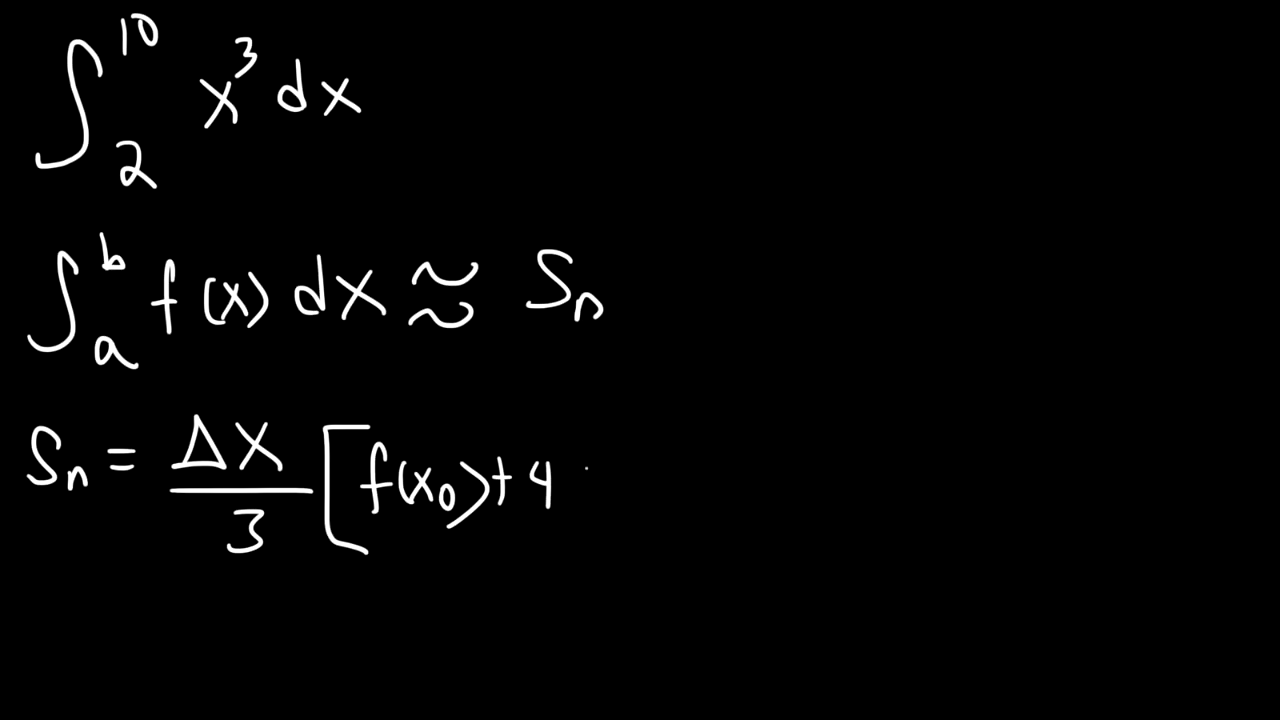 ∫₂¹⁰ x³ dx
∫ₐᵇ f(x) dx ≈ Sₙ
Sₙ = Δx/3 [f(x₀)+4